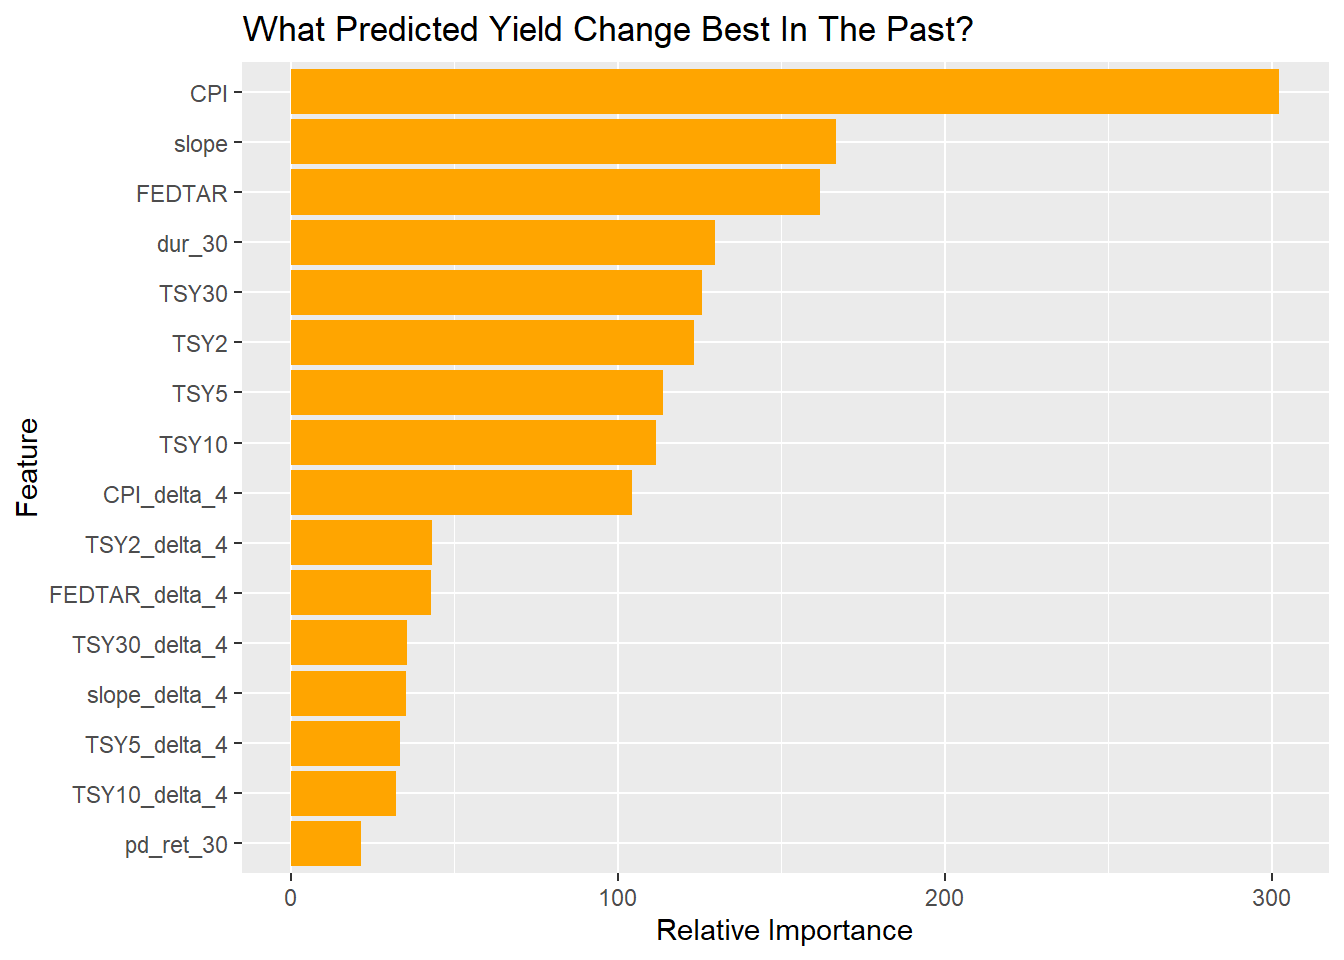 What Predicted Yield Change Best In The Past?
CPI
slope
FEDTAR
dur_30
TSY30
TSY2
TSY5
TSY10
CPI_delta_4
TSY2_delta_4
FEDTAR_delta_4
TSY30_delta_4
slope_delta_4
TSY5_delta_4
TSY10_delta_4
pd_ret_30
Feature
0 100 200 300
Relative Importance